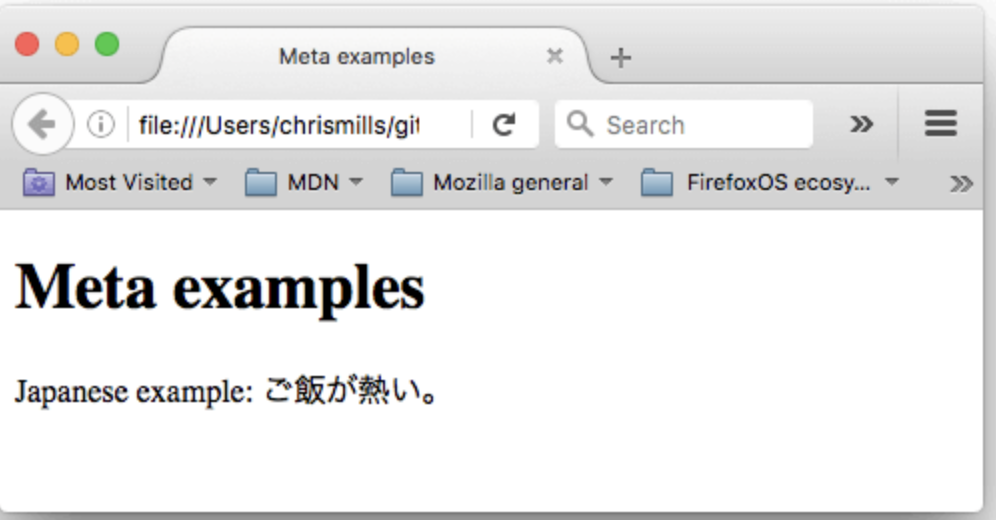 Meta examples
file:///Users/chrismills/git
Search
Most Visited MDN Mozilla general FirefoxOS ecosy...
Meta examples
Japanese example: ご飯が熱い。